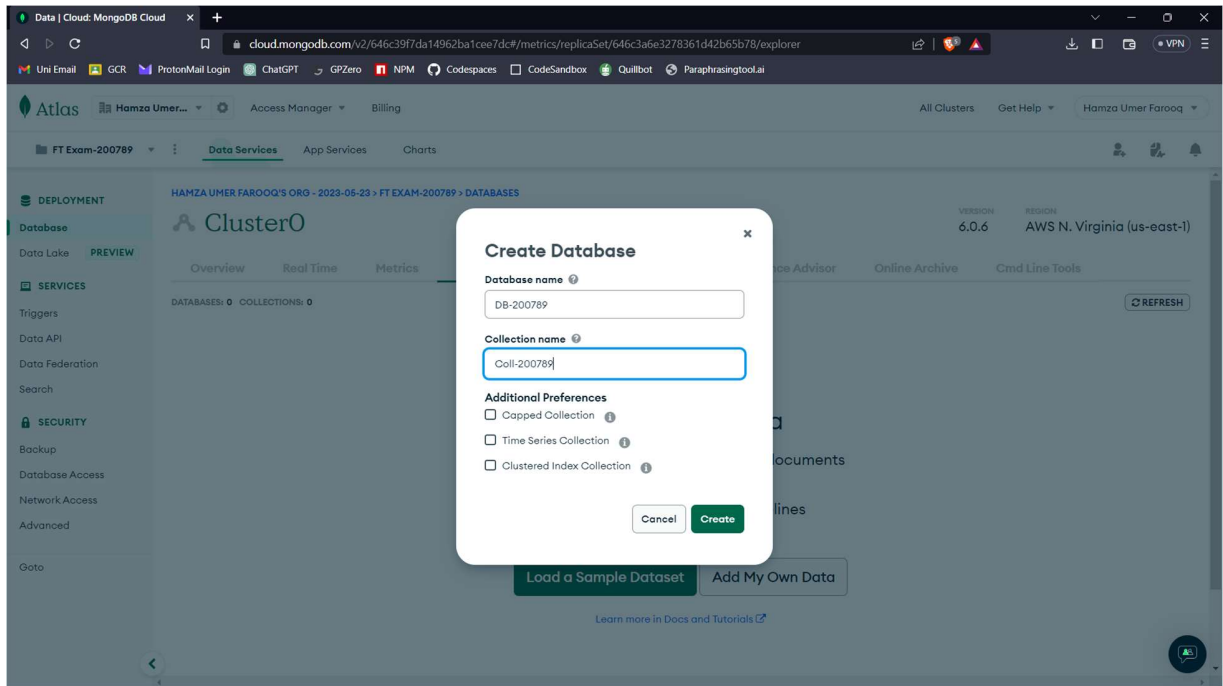 Data | Cloud: MongoDB Cloud
cloud.mongodb.com/v2/646c39f7da14962ba1cee7dc#/metrics/replicaSet/646c3a6e3278361d42b65b78/explorer
VPN
Uni Email GCR ProtonMail Login ChatGPT GPZero NPM Codespaces CodeSandbox Quillbot Paraphrasingtool.ai
Atlas Hamza Umer... Access Manager Billing All Clusters Get Help Hamza Umer Farooq
FT Exam-200789 Data Services App Services Charts
HAMZA UMER FAROOQ'S ORG - 2023-05-23 > FT EXAM-200789 > DATABASES
DEPLOYMENT
Database
Data Lake PREVIEW
SERVICES
Triggers
Data API
Data Federation
Search
SECURITY
Backup
Database Access
Network Access
Advanced
Goto
Cluster0
VERSION REGION
6.0.6 AWS N. Virginia (us-east-1)
Overview Real Time Metrics Advisor Online Archive Cmd Line Tools
DATABASES: 0 COLLECTIONS: 0
REFRESH
Create Database
Database name
DB-200789
Collection name
Coll-200789
Additional Preferences
Capped Collection
Time Series Collection
Clustered Index Collection
Cancel Create
Load a Sample Dataset Add My Own Data
Learn more in Docs and Tutorials